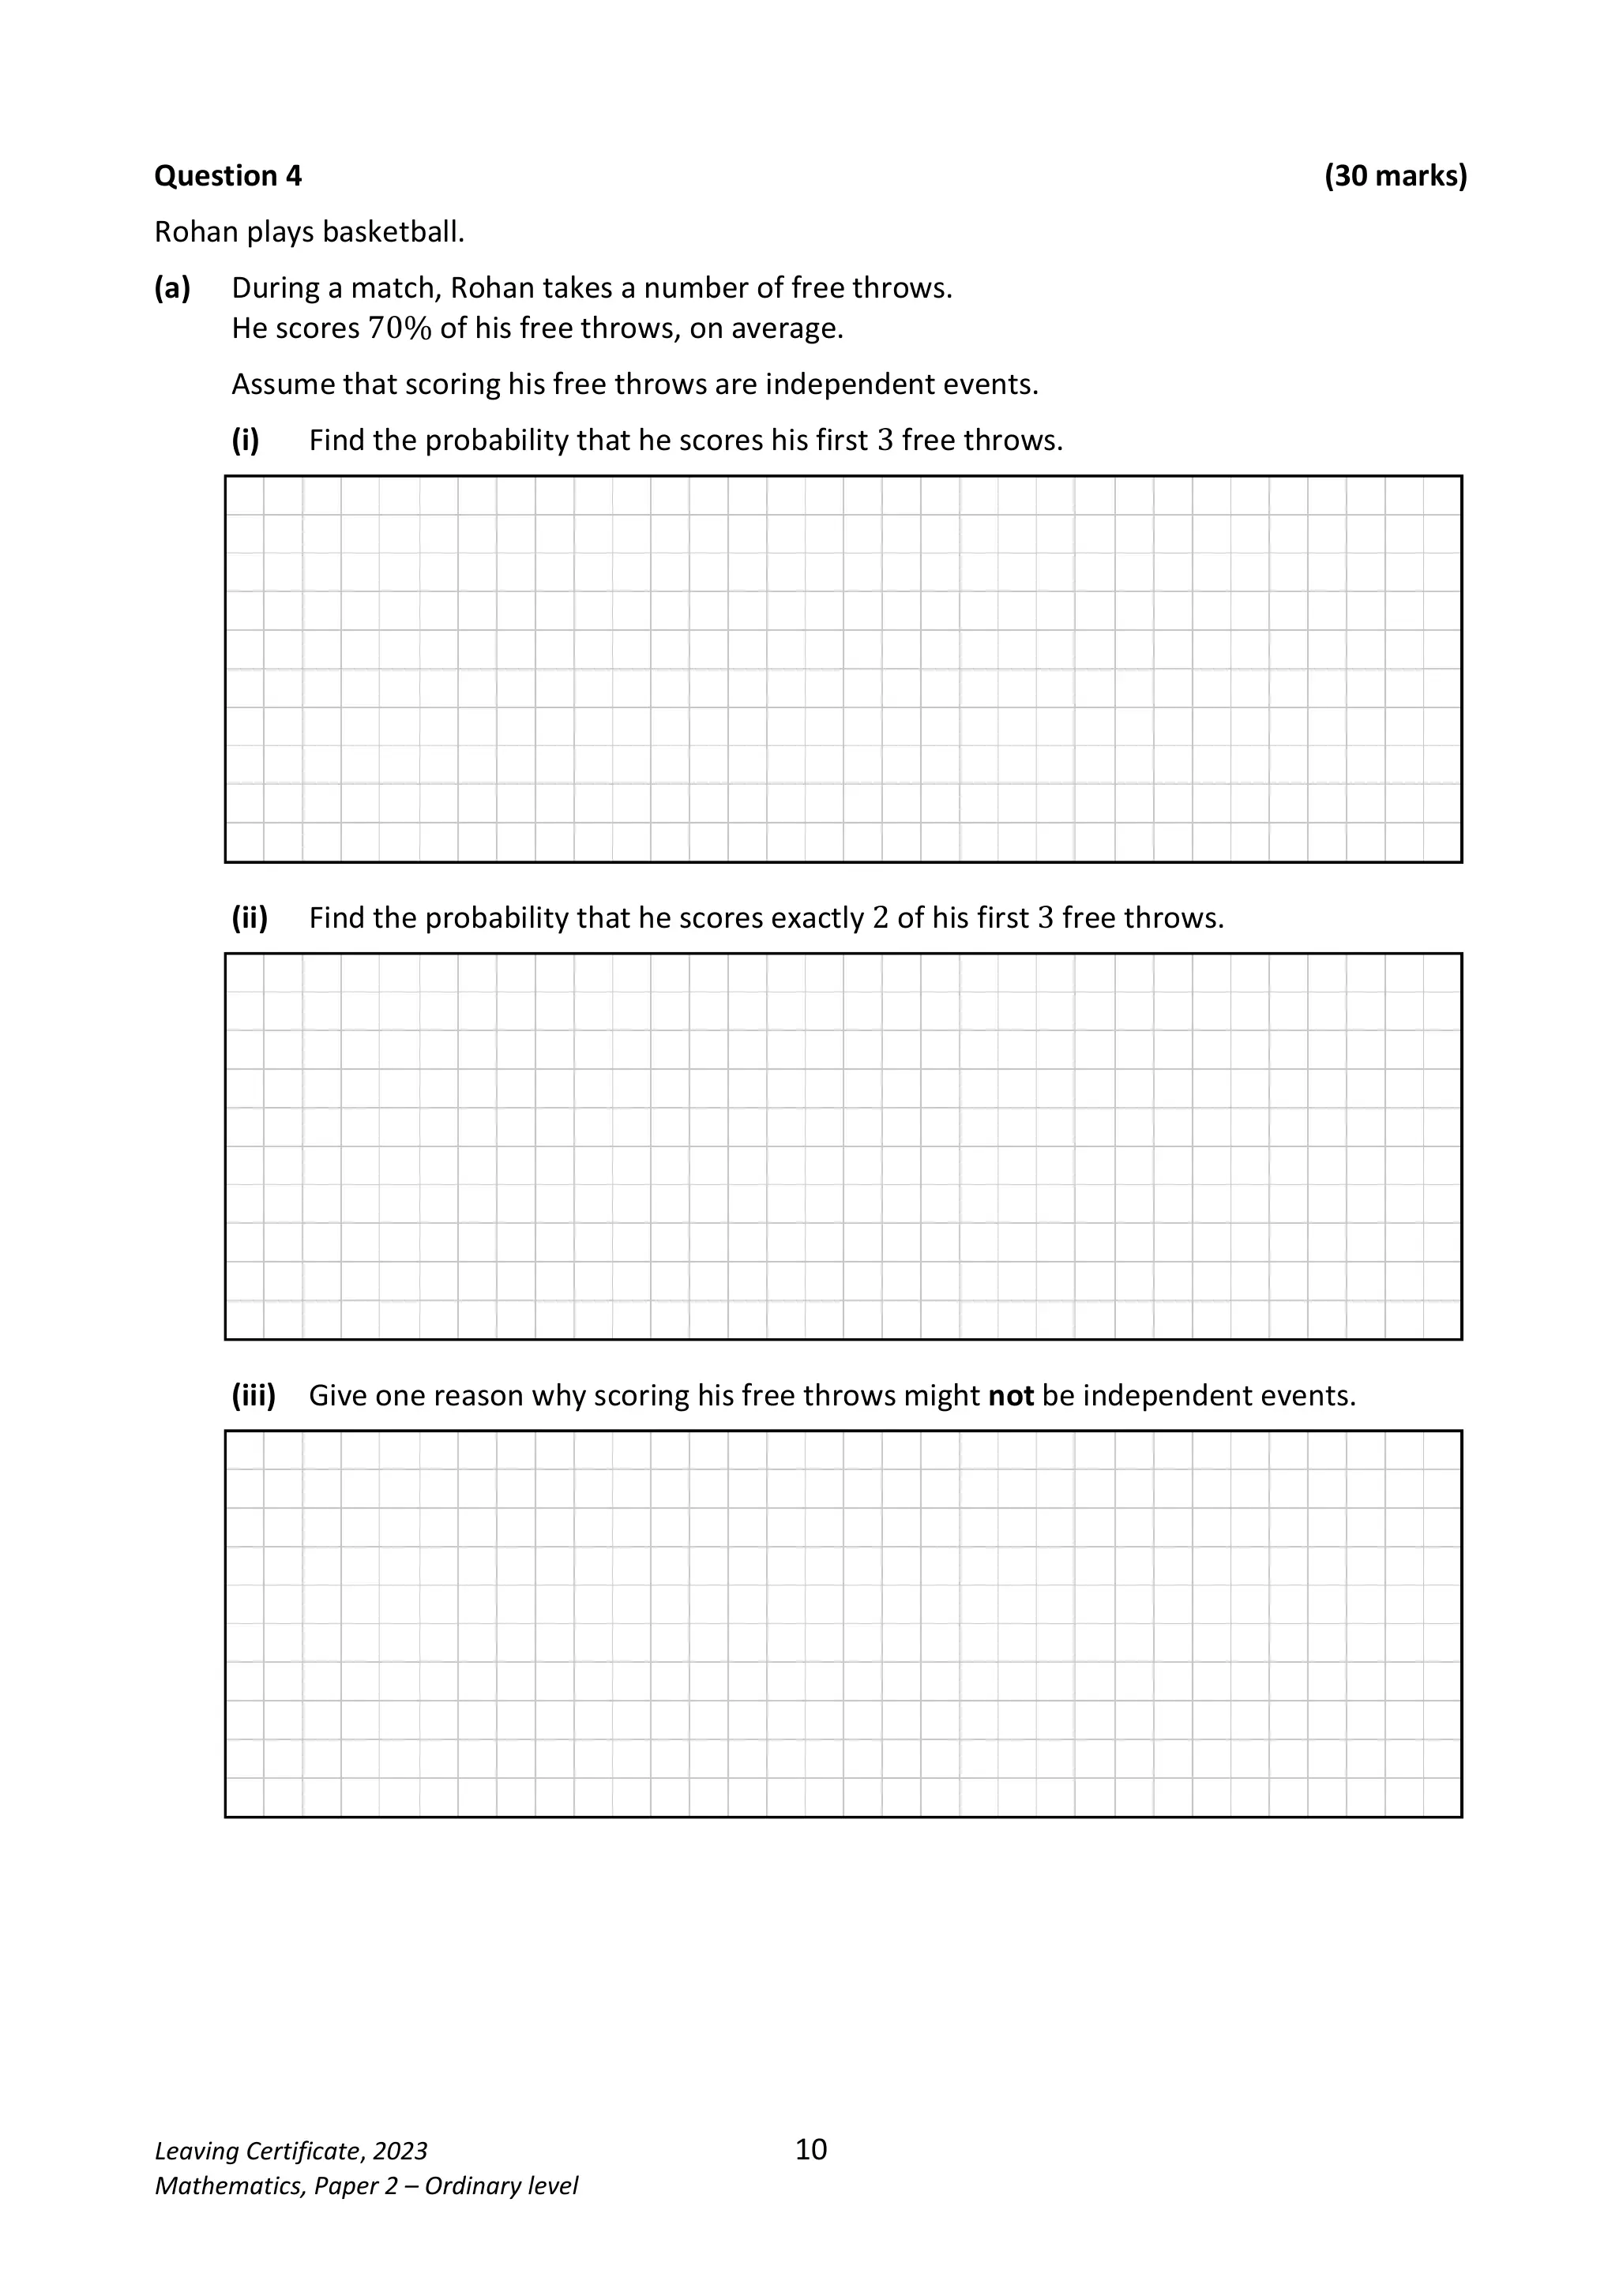 Question 4 (30 marks)
Rohan plays basketball.
(a) During a match, Rohan takes a number of free throws.
He scores 70% of his free throws, on average.
Assume that scoring his free throws are independent events.
(i) Find the probability that he scores his first 3 free throws.
(ii) Find the probability that he scores exactly 2 of his first 3 free throws.
(iii) Give one reason why scoring his free throws might not be independent events.
Leaving Certificate, 2023 10
Mathematics, Paper 2 – Ordinary level